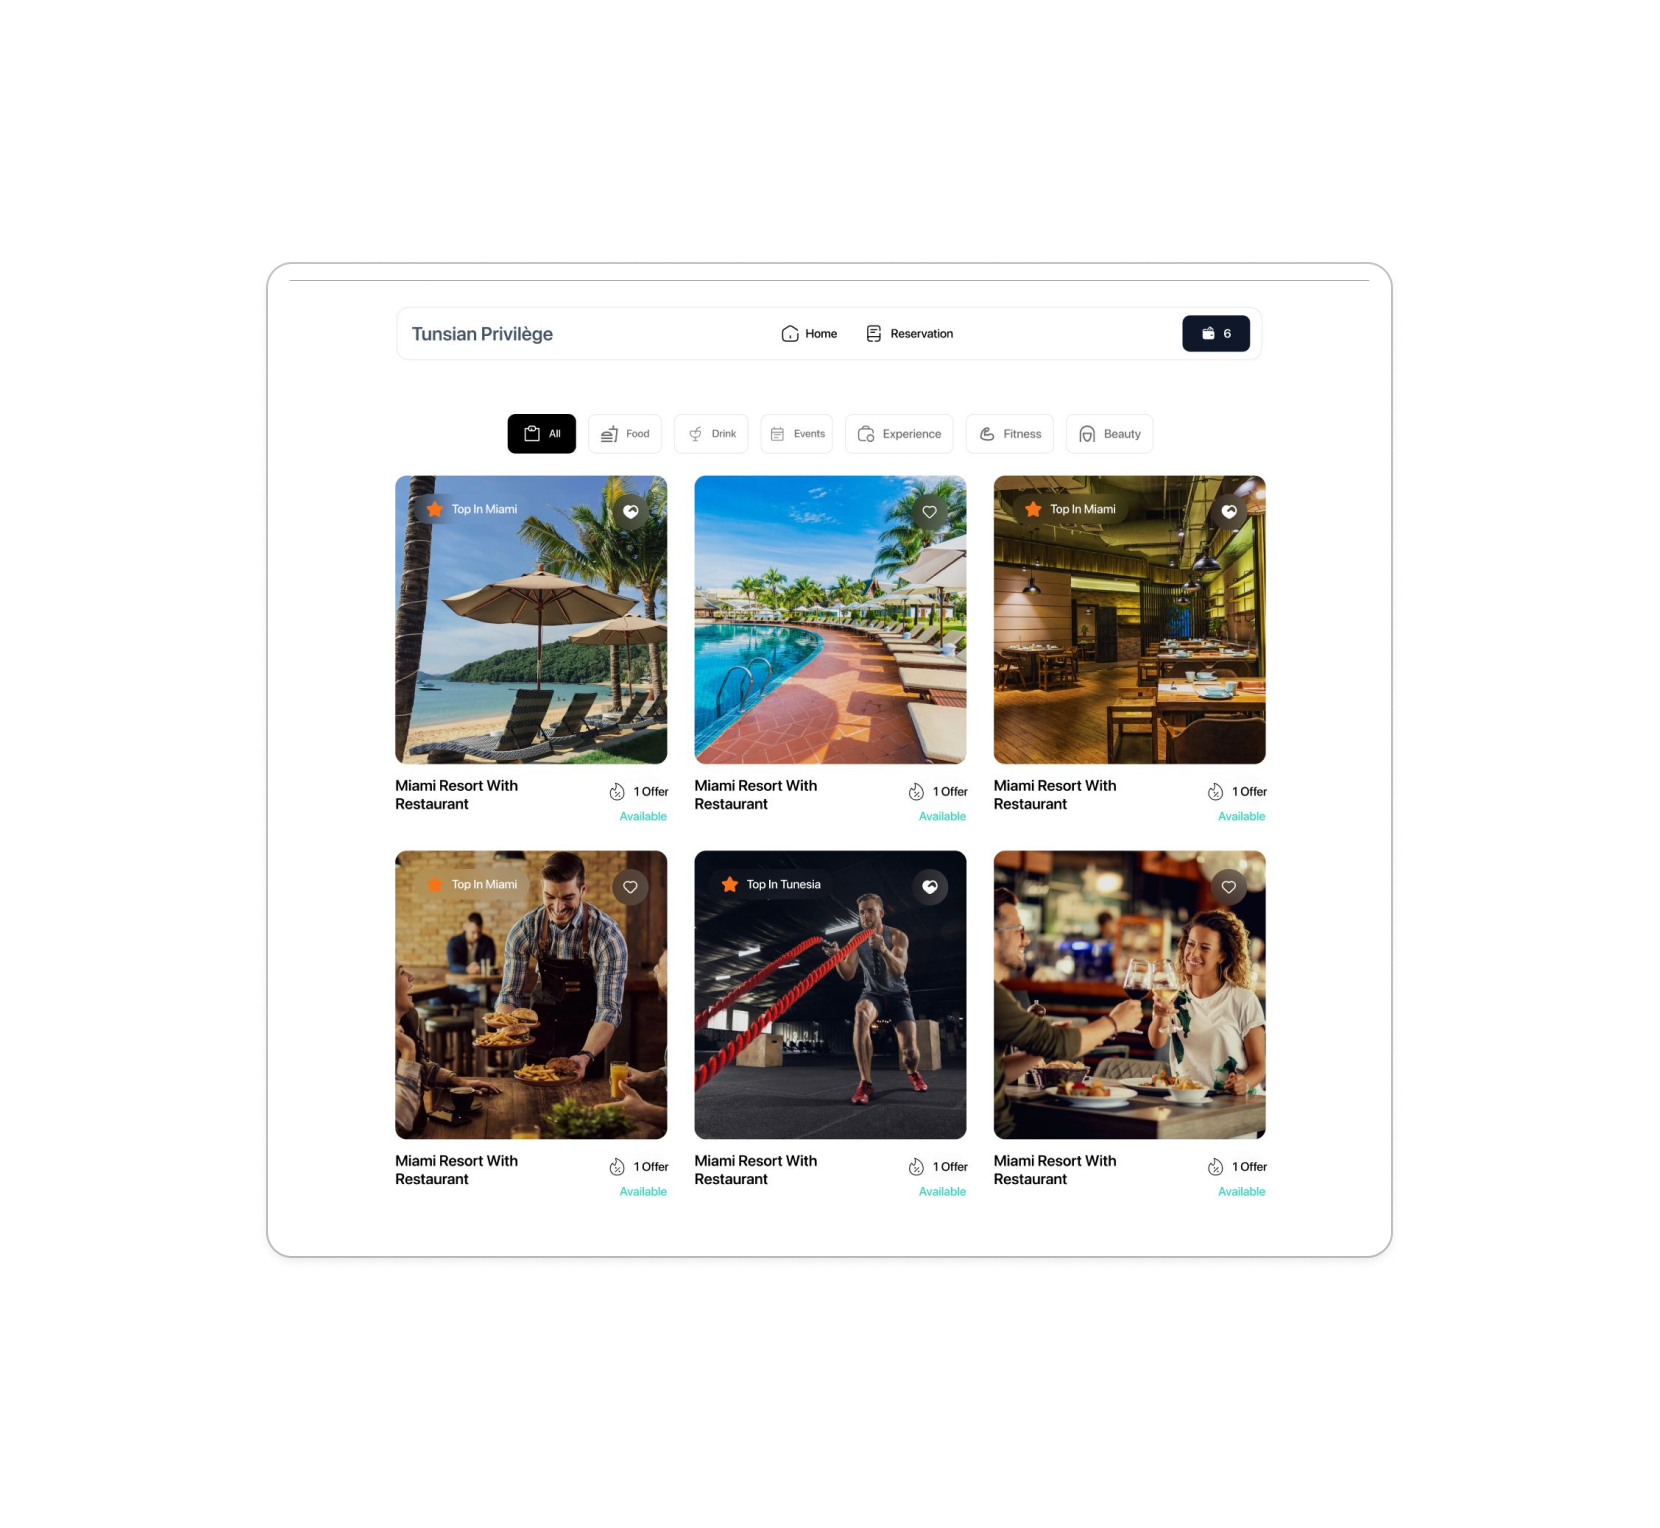 Tunsian Privilège
Home
Reservation
6
All
Food
Drink
Events
Experience
Fitness
Beauty
Top In Miami
Top In Miami
Miami Resort With
Restaurant
1 Offer
Available
Miami Resort With
Restaurant
1 Offer
Available
Miami Resort With
Restaurant
1 Offer
Available
Top In Miami
Top In Tunesia
Miami Resort With
Restaurant
1 Offer
Available
Miami Resort With
Restaurant
1 Offer
Available
Miami Resort With
Restaurant
1 Offer
Available